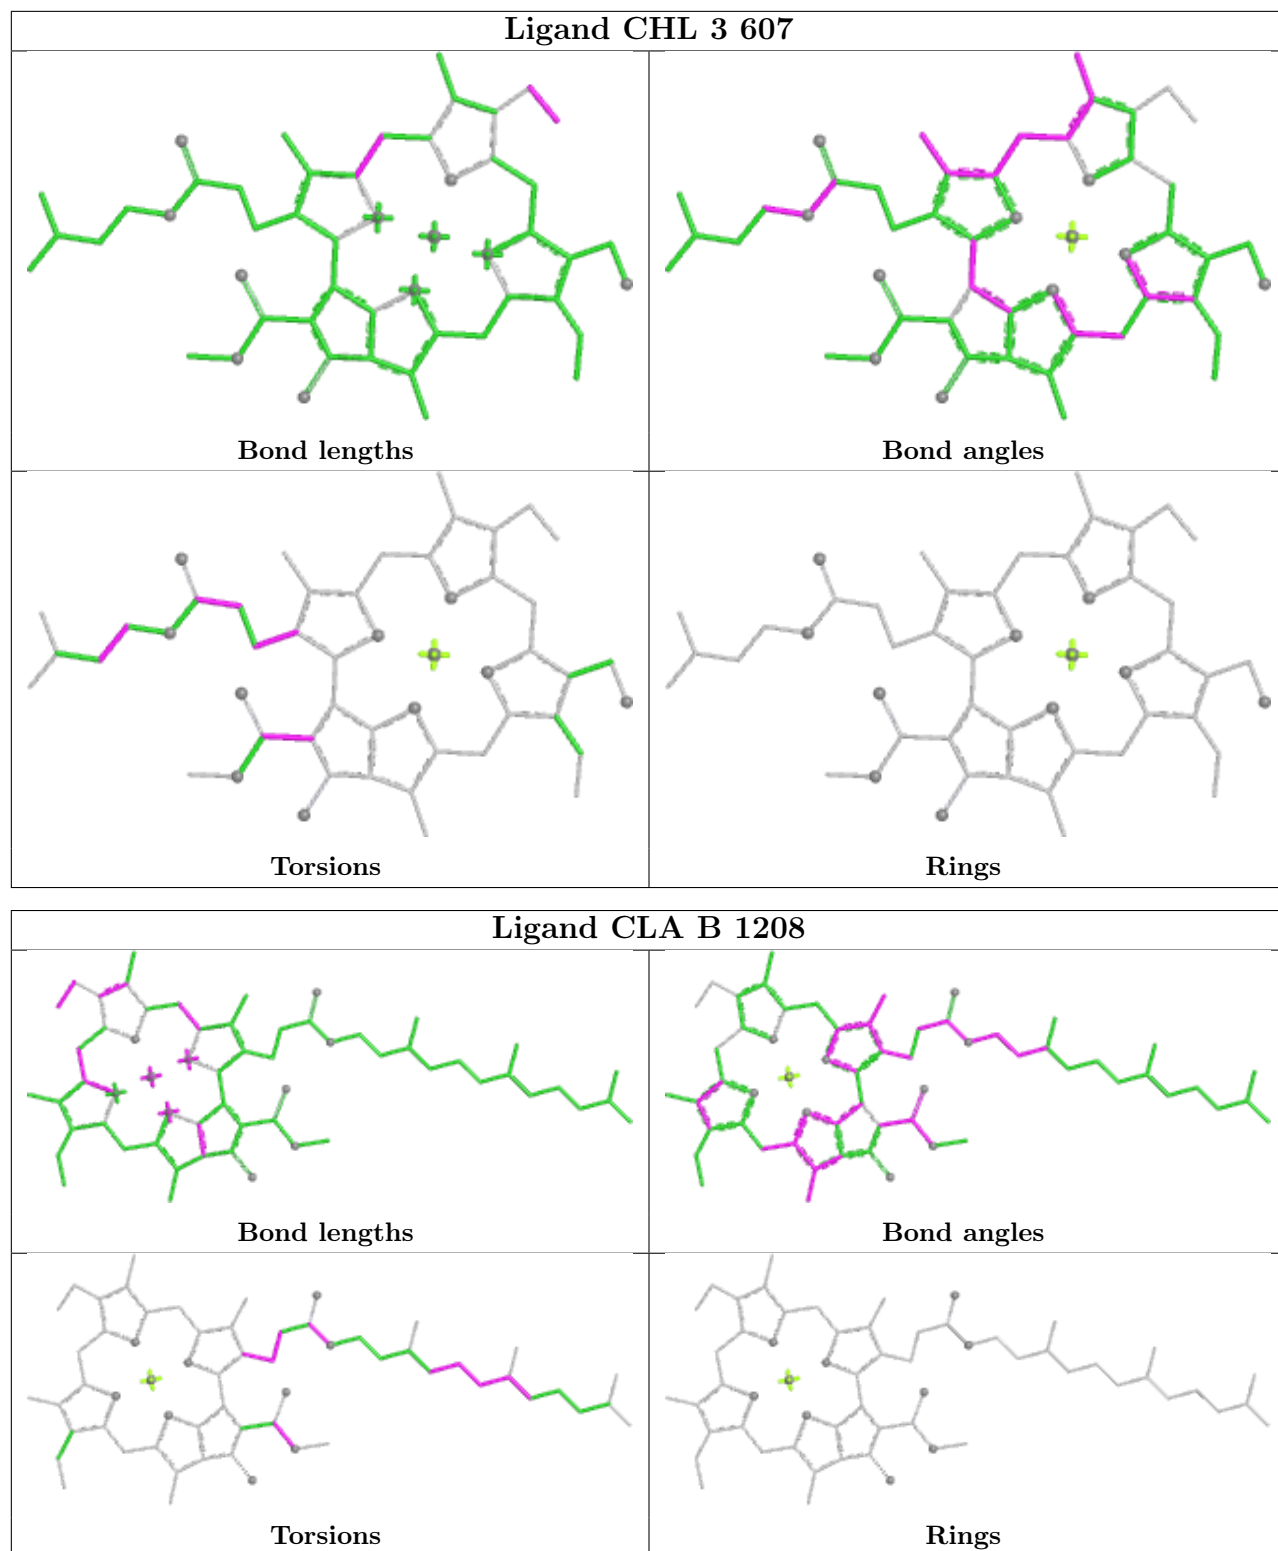 Ligand CHL 3 607
Bond lengths
Bond angles
Torsions
Rings
Ligand CLA B 1208
Bond lengths
Bond angles
Torsions
Rings